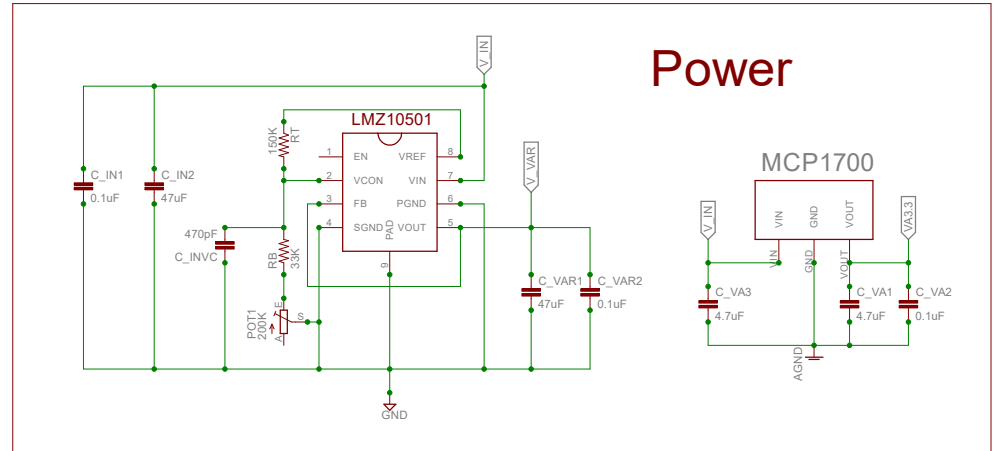 Power
V_IN
LMZ10501
150K
RT
1
EN
VREF
8
2
VCON
VIN
7
3
FB
PGND
6
4
SGND
VOUT
5
PAD
9
C_IN1
0.1uF
C_IN2
47uF
470pF
C_INVC
RB
33K
POT1
200K
E
S
A
V_VAR
C_VAR1
47uF
C_VAR2
0.1uF
GND
MCP1700
V_IN
VIN
GND
VOUT
VA3.3
VIN
GND
VOUT
C_VA3
4.7uF
C_VA1
4.7uF
C_VA2
0.1uF
AGND